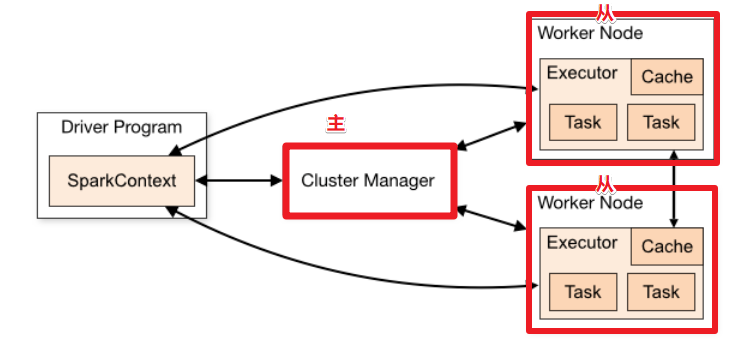 从
Worker Node
Executor
Cache
Task
Task
Driver Program
SparkContext
主
Cluster Manager
从
Worker Node
Executor
Cache
Task
Task